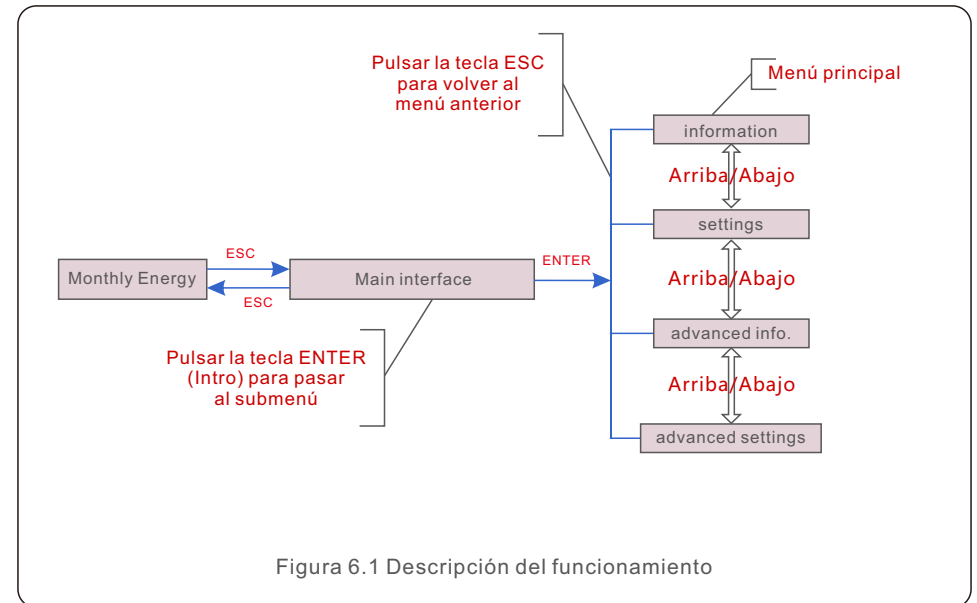 Pulsar la tecla ESC
para volver al
menú anterior
Menú principal
information
Arriba/Abajo
settings
ESC
ENTER
Monthly Energy
Main interface
Arriba/Abajo
ESC
advanced info.
Pulsar la tecla ENTER
(Intro) para pasar
al submenú
Arriba/Abajo
advanced settings
Figura 6.1 Descripción del funcionamiento